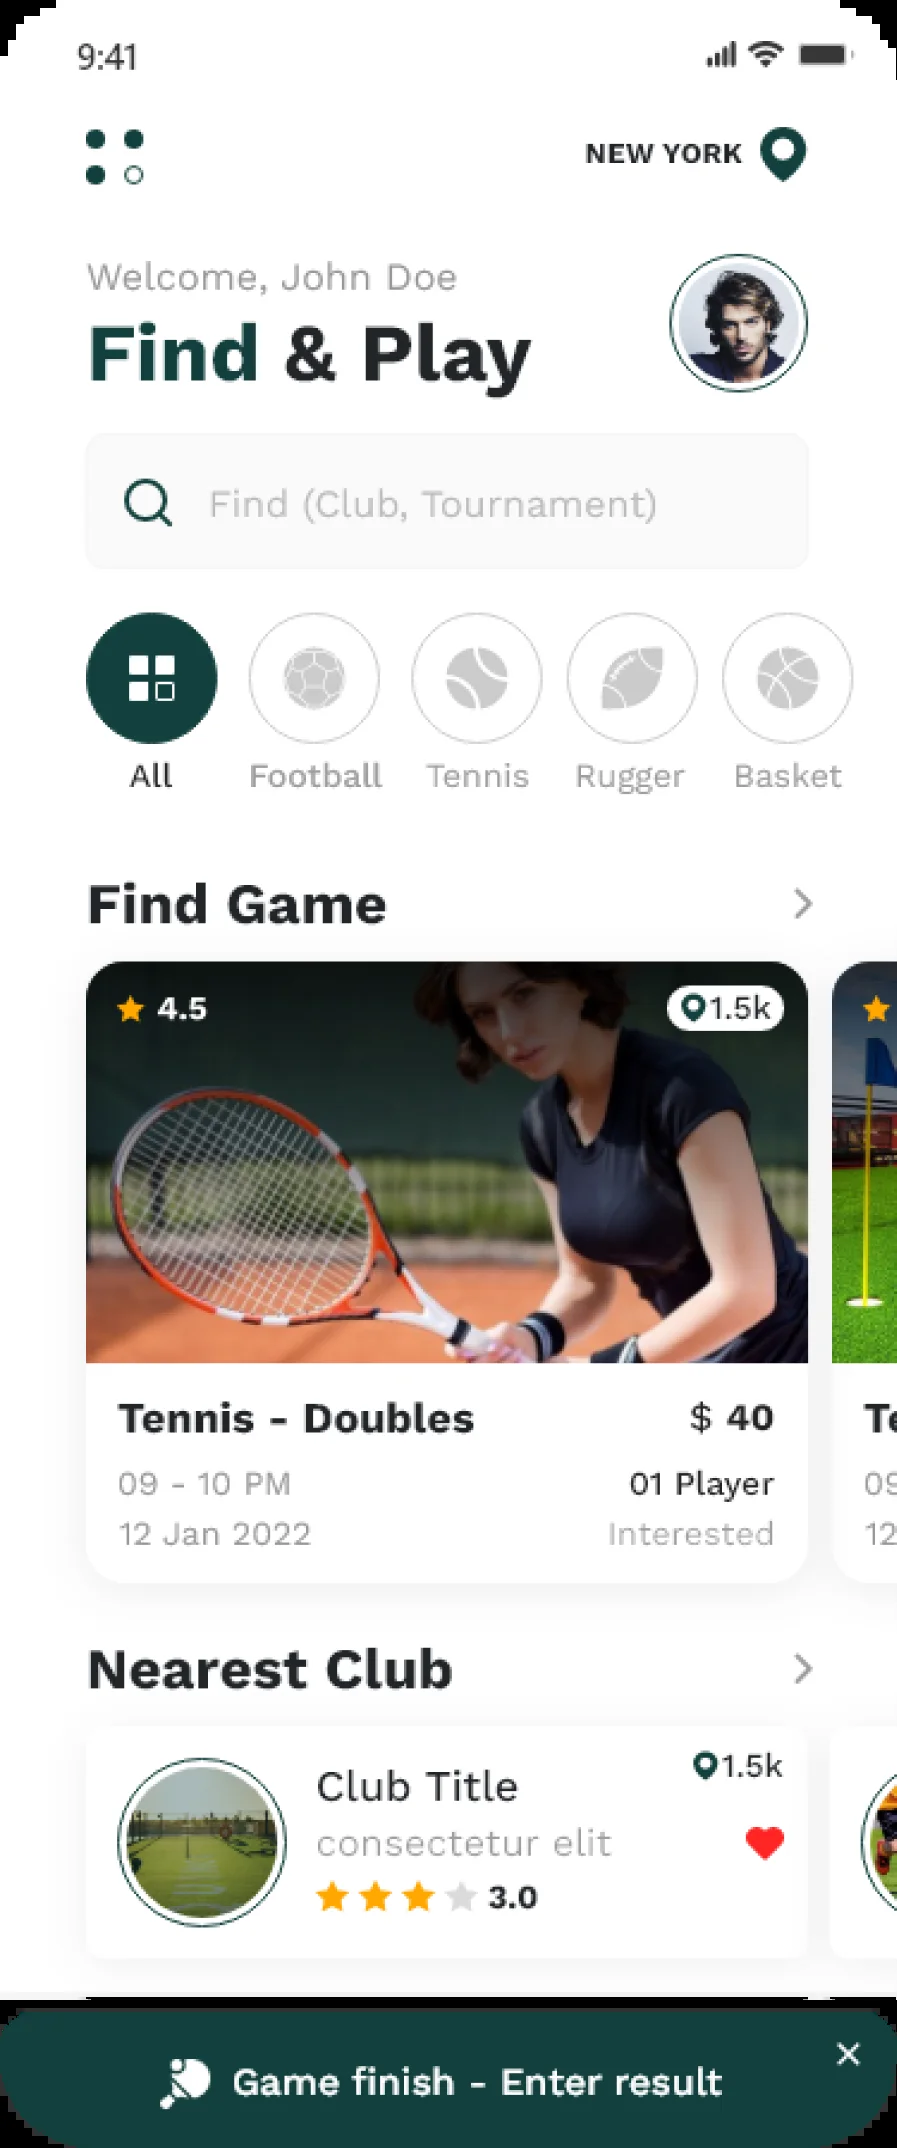 9:41
NEW YORK
Welcome, John Doe
Find & Play
Find (Club, Tournament)
All Football Tennis Rugger Basket
Find Game
4.5 1.5k
Tennis - Doubles $ 40 Te
09 - 10 PM 01 Player 09
12 Jan 2022 Interested 12
Nearest Club
1.5k
Club Title
consectetur elit
3.0
Game finish - Enter result